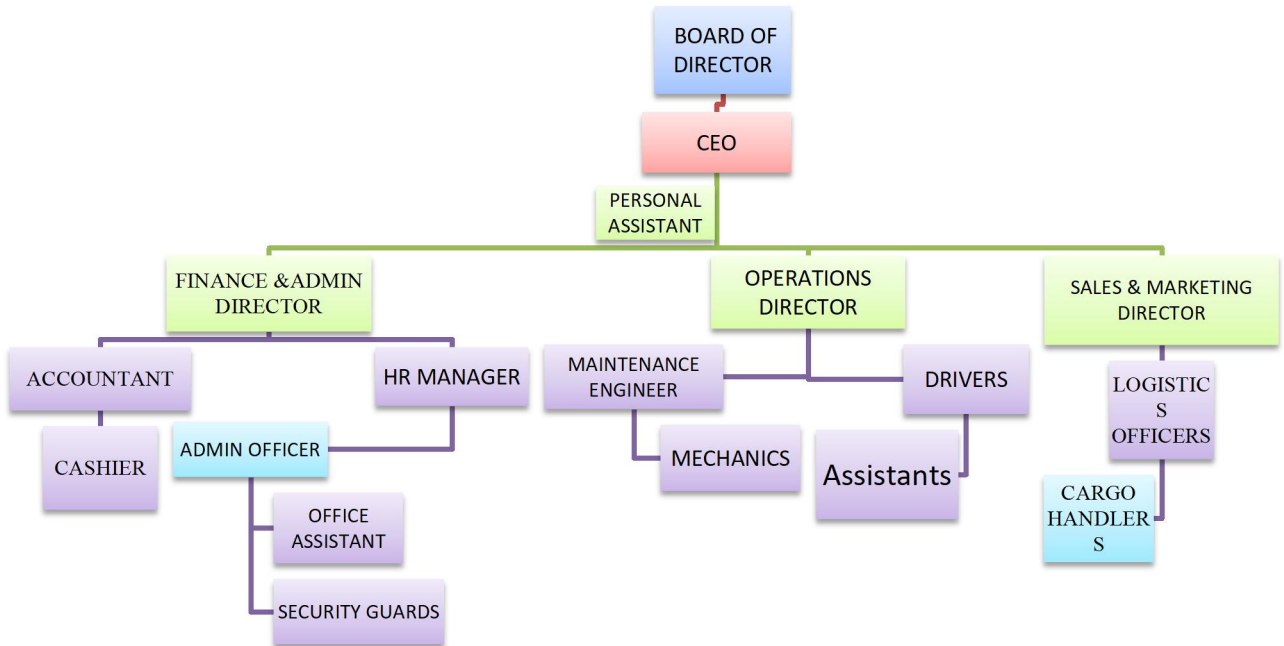 BOARD OF
DIRECTOR
CEO
PERSONAL
ASSISTANT
FINANCE &ADMIN
DIRECTOR
OPERATIONS
DIRECTOR
SALES & MARKETING
DIRECTOR
ACCOUNTANT
HR MANAGER
MAINTENANCE
ENGINEER
DRIVERS
LOGISTIC
S
OFFICERS
CASHIER
ADMIN OFFICER
MECHANICS
Assistants
CARGO
HANDLER
S
OFFICE
ASSISTANT
SECURITY GUARDS